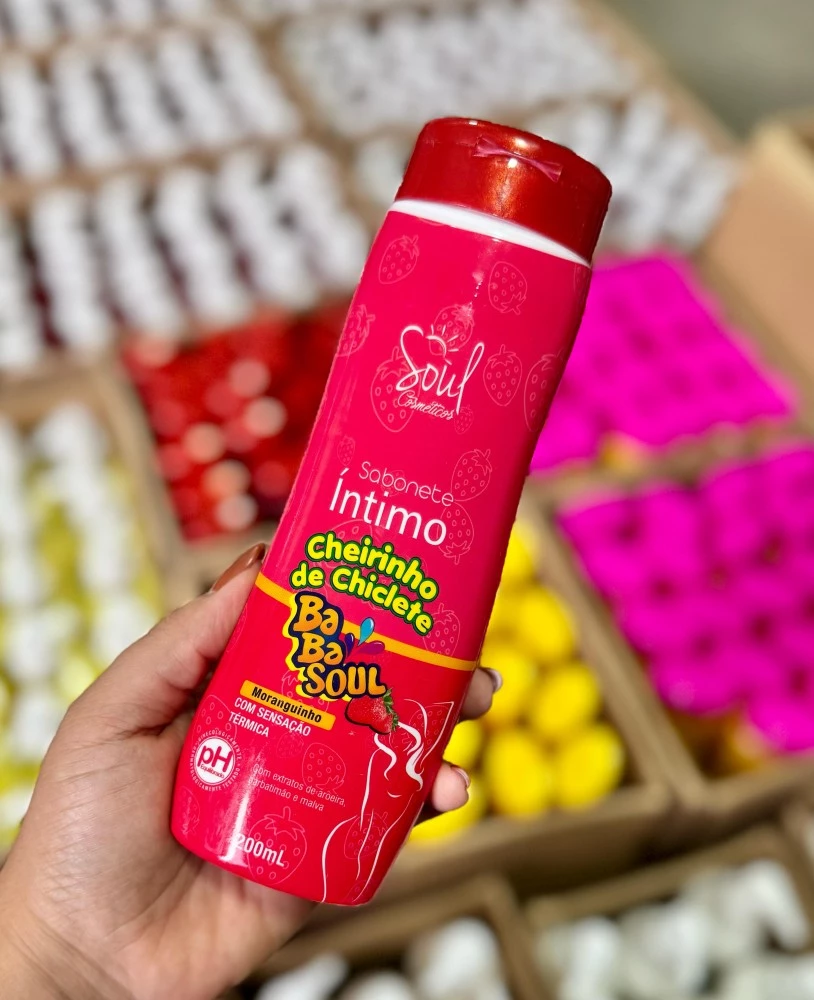 Soul
Cosméticos
Sabonete
Íntimo
Cheirinho
de Chiclete
Ba
Ba
SOUL
Moranguinho
COM SENSAÇÃO
TÉRMICA
pH
Com extratos de aroeira,
barbatimão e malva
200mL